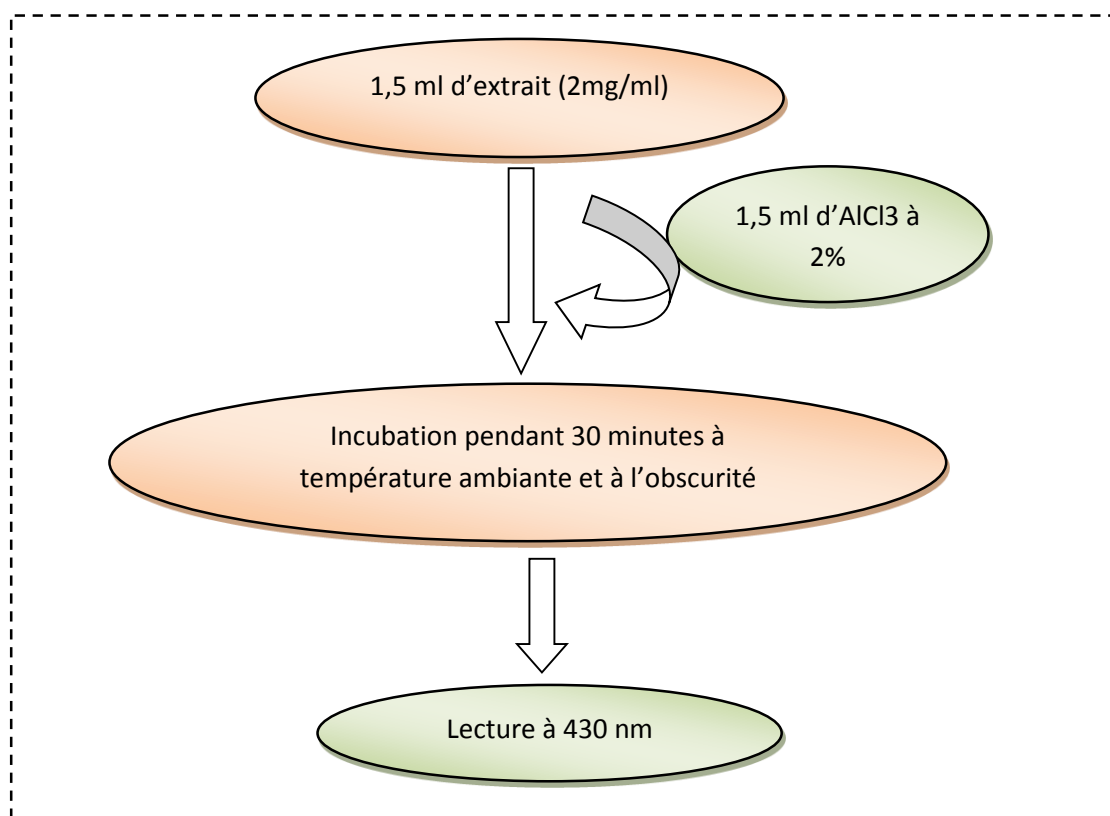 1,5 ml d’extrait (2mg/ml)
1,5 ml d’AlCl3 à
2%
Incubation pendant 30 minutes à
température ambiante et à l’obscurité
Lecture à 430 nm